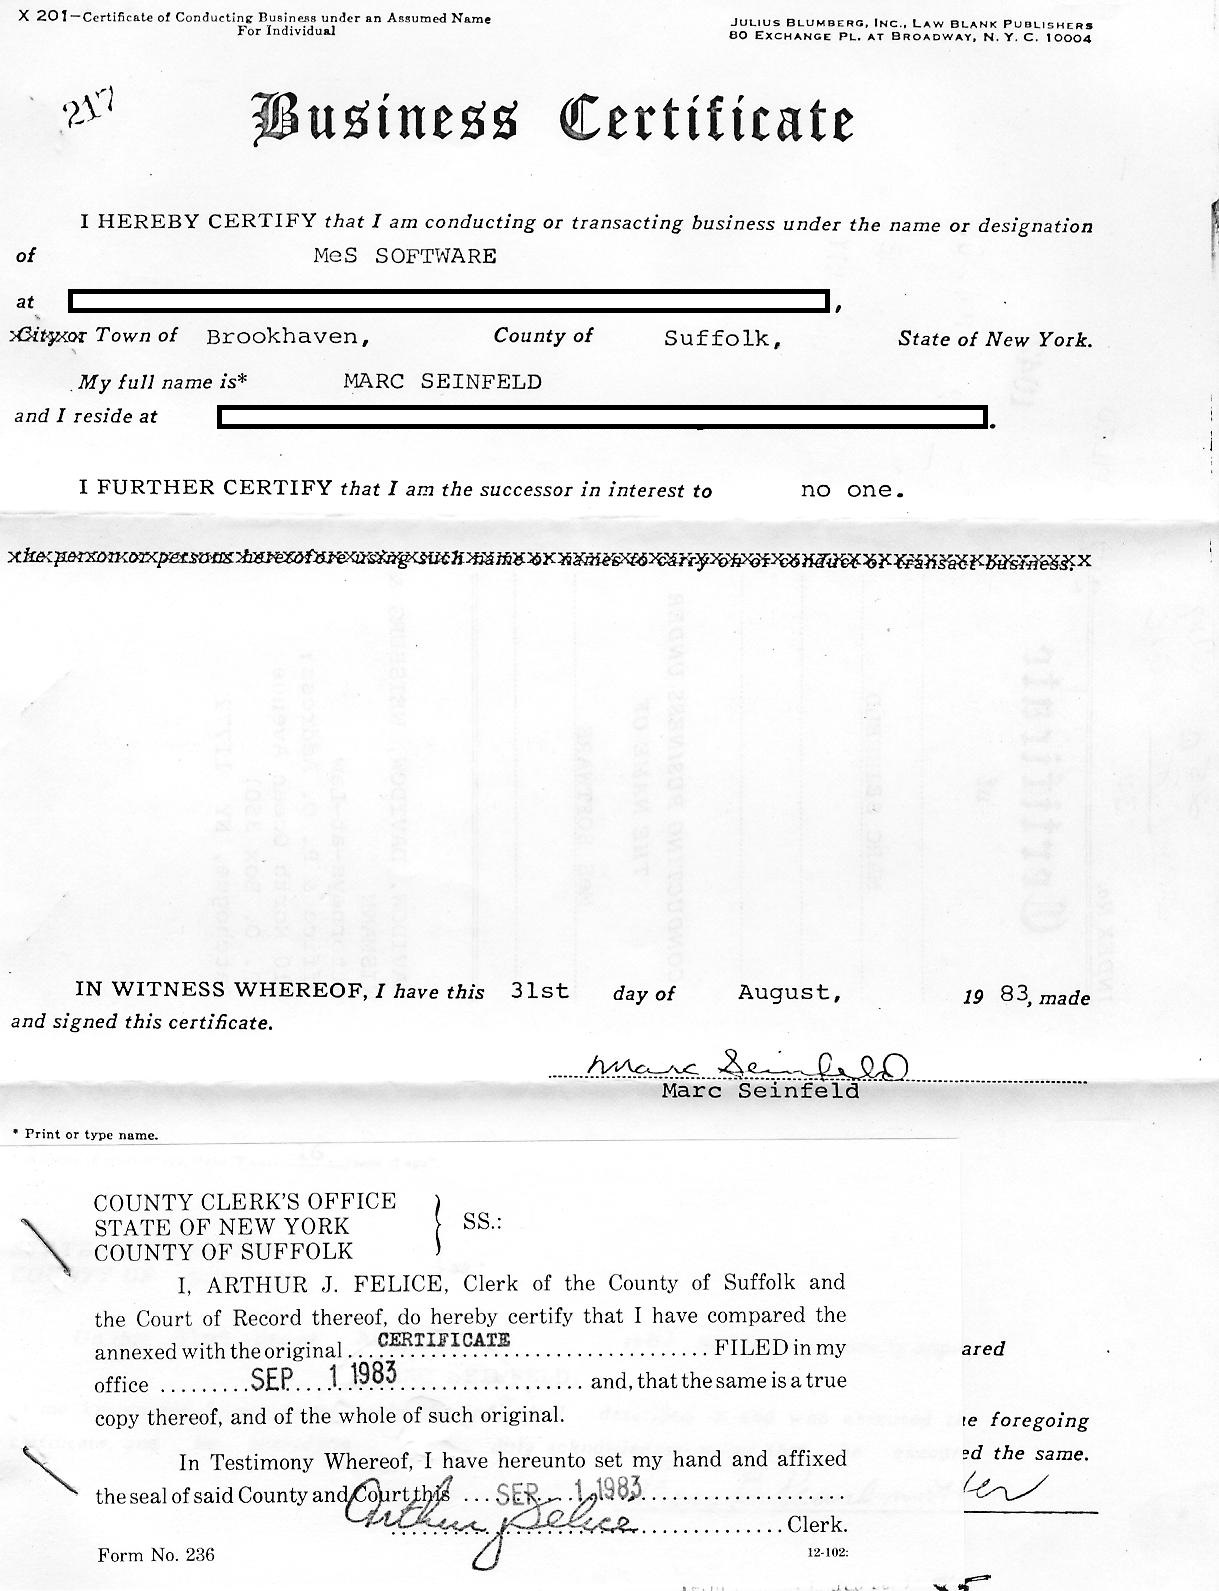 X 201—Certificate of Conducting Business under an Assumed Name
For Individual
JULIUS BLUMBERG, INC., LAW BLANK PUBLISHERS
80 EXCHANGE PL. AT BROADWAY, N. Y. C. 10004
217
Business Certificate
I HEREBY CERTIFY that I am conducting or transacting business under the name or designation
of MeS SOFTWARE
at ,
City or Town of Brookhaven, County of Suffolk, State of New York.
My full name is* MARC SEINFELD
and I reside at .
I FURTHER CERTIFY that I am the successor in interest to no one.
the person or persons heretofore using such name or names to carry on or conduct or transact business.
IN WITNESS WHEREOF, I have this 31st day of August, 19 83, made
and signed this certificate.
Marc Seinfeld
Marc Seinfeld
* Print or type name.
COUNTY CLERK'S OFFICE
STATE OF NEW YORK
COUNTY OF SUFFOLK
SS.:
I, ARTHUR J. FELICE, Clerk of the County of Suffolk and
the Court of Record thereof, do hereby certify that I have compared the
annexed with the original CERTIFICATE FILED in my
office SEP 1 1983 and, that the same is a true
copy thereof, and of the whole of such original.
In Testimony Whereof, I have hereunto set my hand and affixed
the seal of said County and Court this SEP 1 1983
Arthur J Felice Clerk.
Form No. 236 12-102:
ared
e foregoing
ed the same.